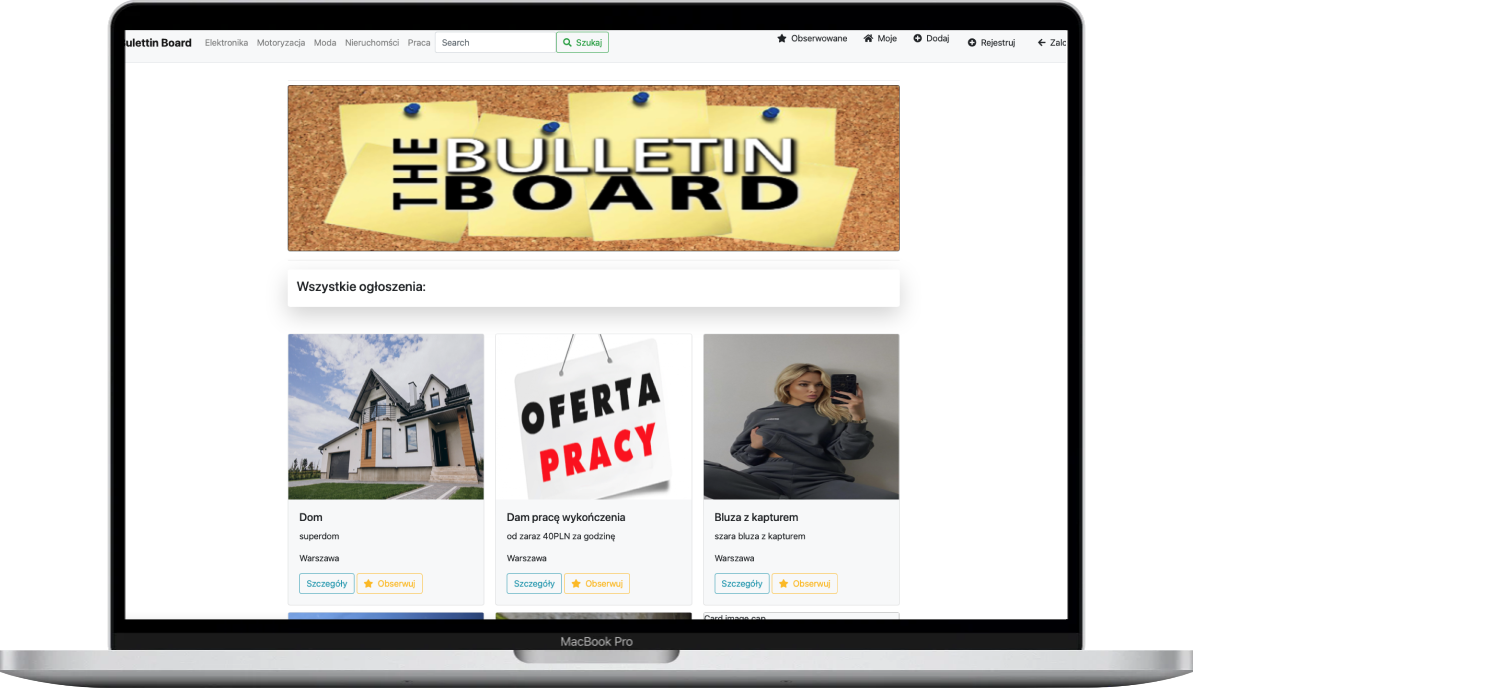 ulettin Board Elektronika Motoryzacja Moda Nieruchomści Praca Search Szukaj Obserwowane Moje Dodaj Rejestruj Zalo
THE BULLETIN
BOARD
Wszystkie ogłoszenia:
OFERTA
PRACY
Dom
superdom
Warszawa
Szczegóły Obserwuj
Dam pracę wykończenia
od zaraz 40PLN za godzinę
Warszawa
Szczegóły Obserwuj
Bluza z kapturem
szara bluza z kapturem
Warszawa
Szczegóły Obserwuj
Card image cap
MacBook Pro